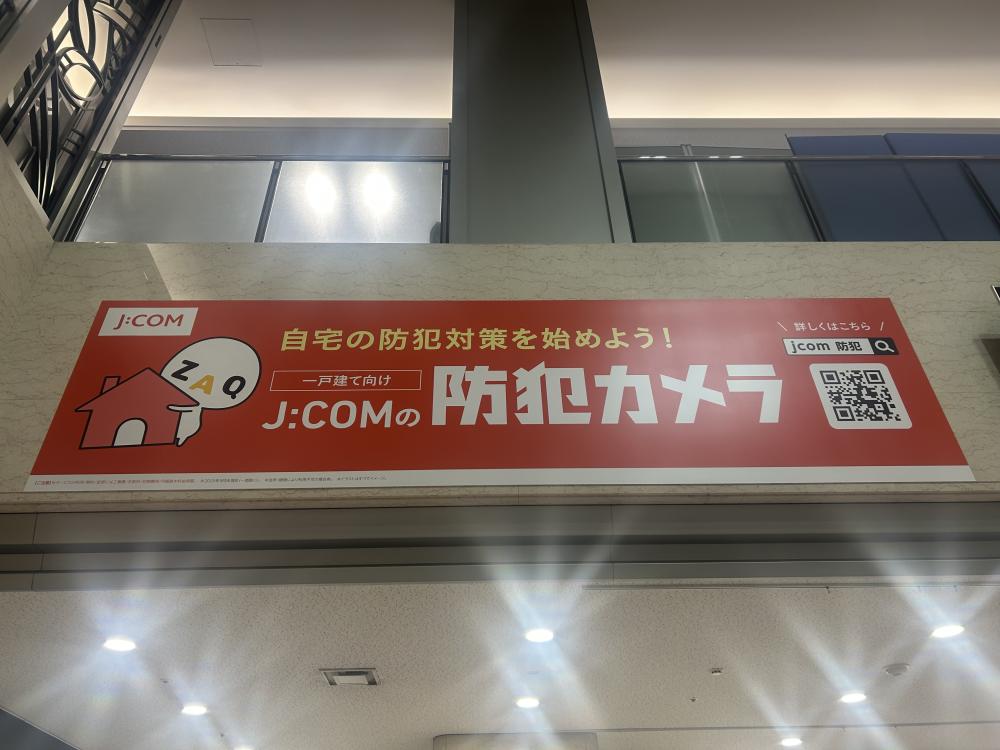 J:COM
ZAQ
自宅の防犯対策を始めよう!
一戸建て向け
J:COMの防犯カメラ
\ 詳しくはこちら /
jcom 防犯